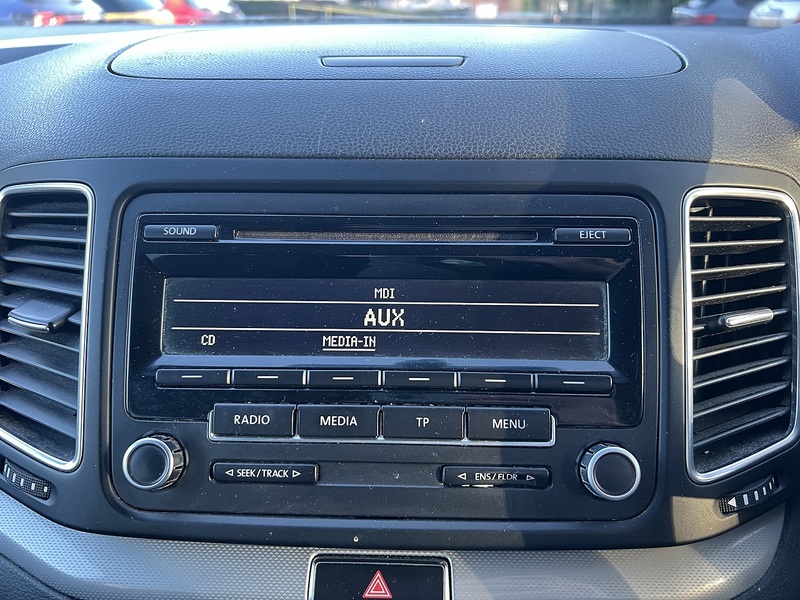 SOUND EJECT
MDI
AUX
CD MEDIA-IN
RADIO MEDIA TP MENU
SEEK/TRACK ENS/FLDR